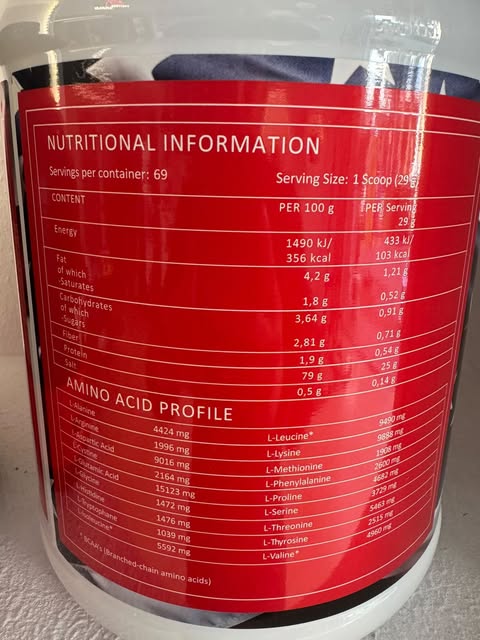 NUTRITIONAL INFORMATION
Servings per container: 69 Serving Size: 1 Scoop (29 g
CONTENT PER 100 g PER Serving
29 g
Energy 1490 kJ/ 433 kJ/
356 kcal 103 kcal
Fat 4,2 g 1,21 g
of which
-Saturates 1,8 g 0,52 g
Carbohydrates 3,64 g 0,91 g
of which
-Sugars 2,81 g 0,71 g
Fiber 1,9 g 0,54 g
Protein 79 g 25 g
Salt 0,5 g 0,14 g
AMINO ACID PROFILE
L-Alanine 4424 mg L-Leucine* 9490 mg
L-Arginine 1996 mg L-Lysine 9888 mg
L-Aspartic Acid 9016 mg L-Methionine 1908 mg
L-Cystine 2164 mg L-Phenylalanine 2600 mg
L-Glutamic Acid 15123 mg L-Proline 4682 mg
Glycine 1472 mg L-Serine 3729 mg
L-Histidine 1476 mg L-Threonine 5463 mg
L-Tryptophane 1039 mg L-Thyrosine 2515 mg
L-Isoleucine* 5592 mg L-Valine* 4960 mg
* BCAA's (Branched-chain amino acids)